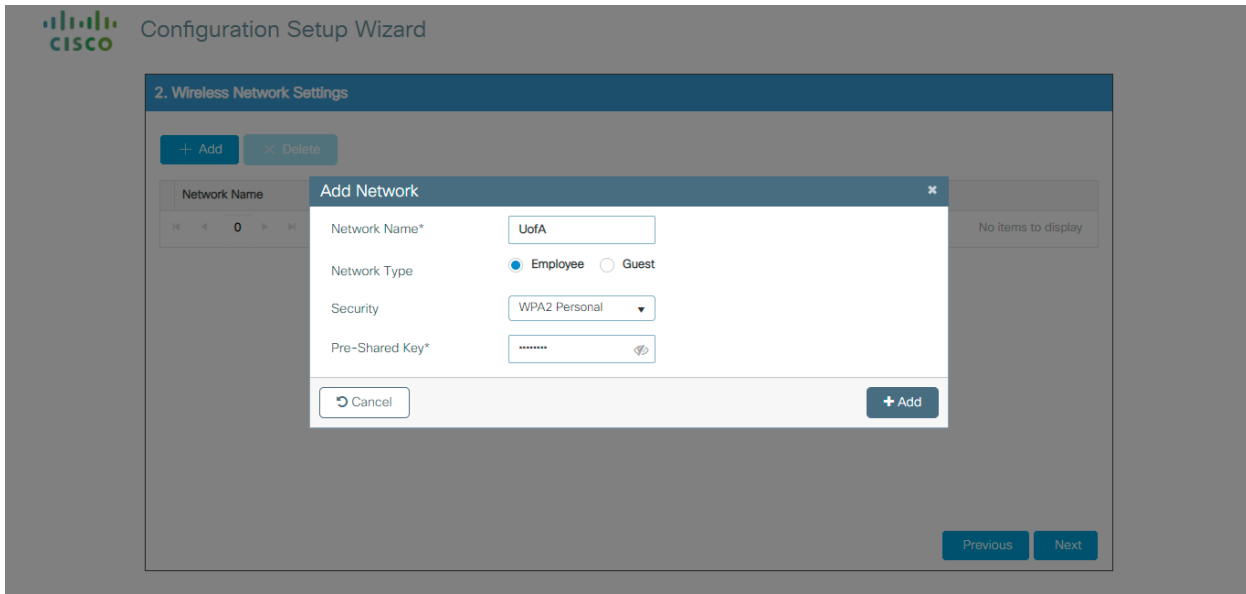 CISCO
Configuration Setup Wizard
2. Wireless Network Settings
+ Add
× Delete
Network Name
0
No items to display
Add Network
Network Name*
UofA
Network Type
Employee
Guest
Security
WPA2 Personal
Pre-Shared Key*
········
Cancel
+ Add
Previous
Next